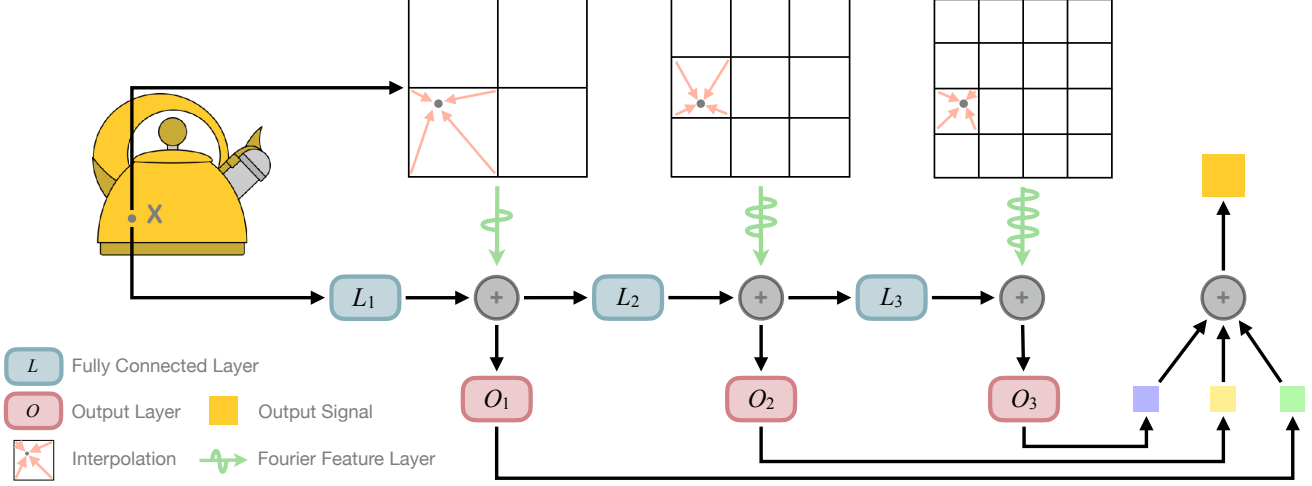 X
L₁
+
L₂
+
L₃
+
+
L Fully Connected Layer
O Output Layer
Output Signal
Interpolation
Fourier Feature Layer
O₁
O₂
O₃